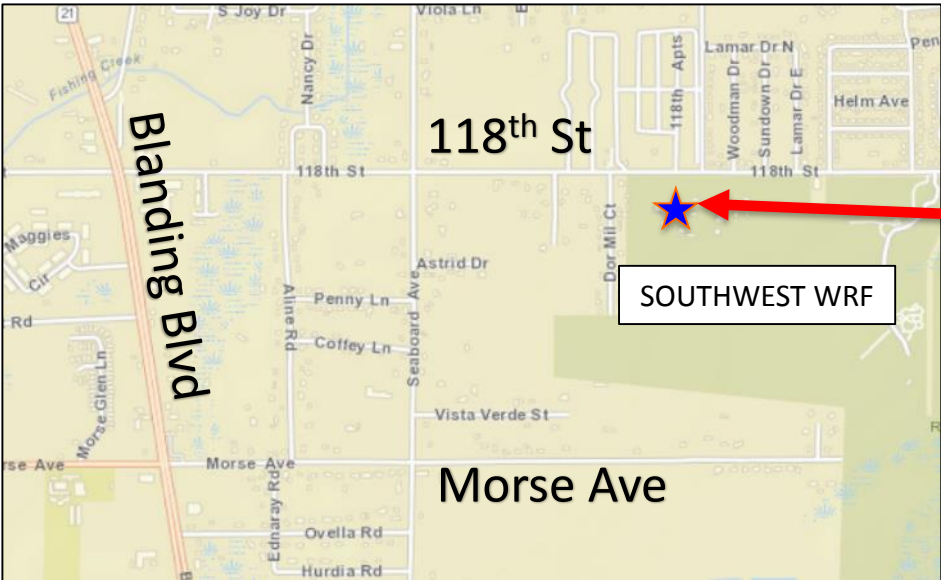 21
S Joy Dr
Viola Ln
Fishing Creek
Nancy Dr
118th Apts
Lamar Dr N
Woodman Dr
Sundown Dr
Lamar Dr E
Pen
Helm Ave
Blanding Blvd
118th St
118th St
118th St
Maggies
Cir
Rd
Astrid Dr
Dor Mil Ct
SOUTHWEST WRF
Aline Rd
Penny Ln
Seaboard Ave
Coffey Ln
Morse Glen Ln
Vista Verde St
R
rse Ave
Morse Ave
Morse Ave
Ednaray Rd
Ovella Rd
Hurdia Rd